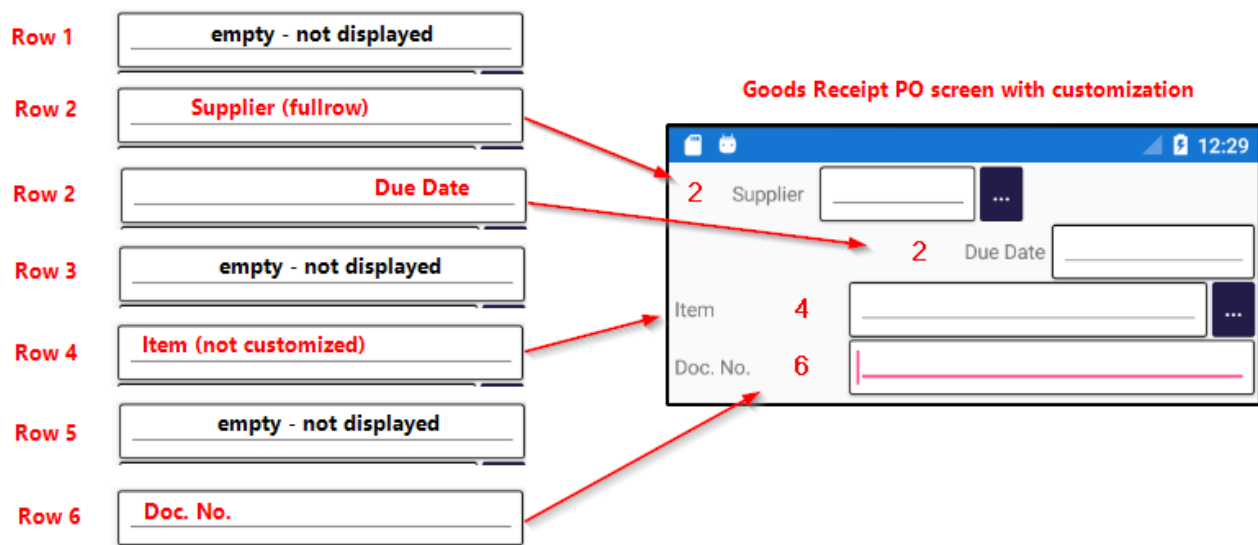 Row 1
empty - not displayed
Row 2
Supplier (fullrow)
Row 2
Due Date
Row 3
empty - not displayed
Row 4
Item (not customized)
Row 5
empty - not displayed
Row 6
Doc. No.
Goods Receipt PO screen with customization
12:29
2 Supplier ...
2 Due Date
Item 4 ...
Doc. No. 6